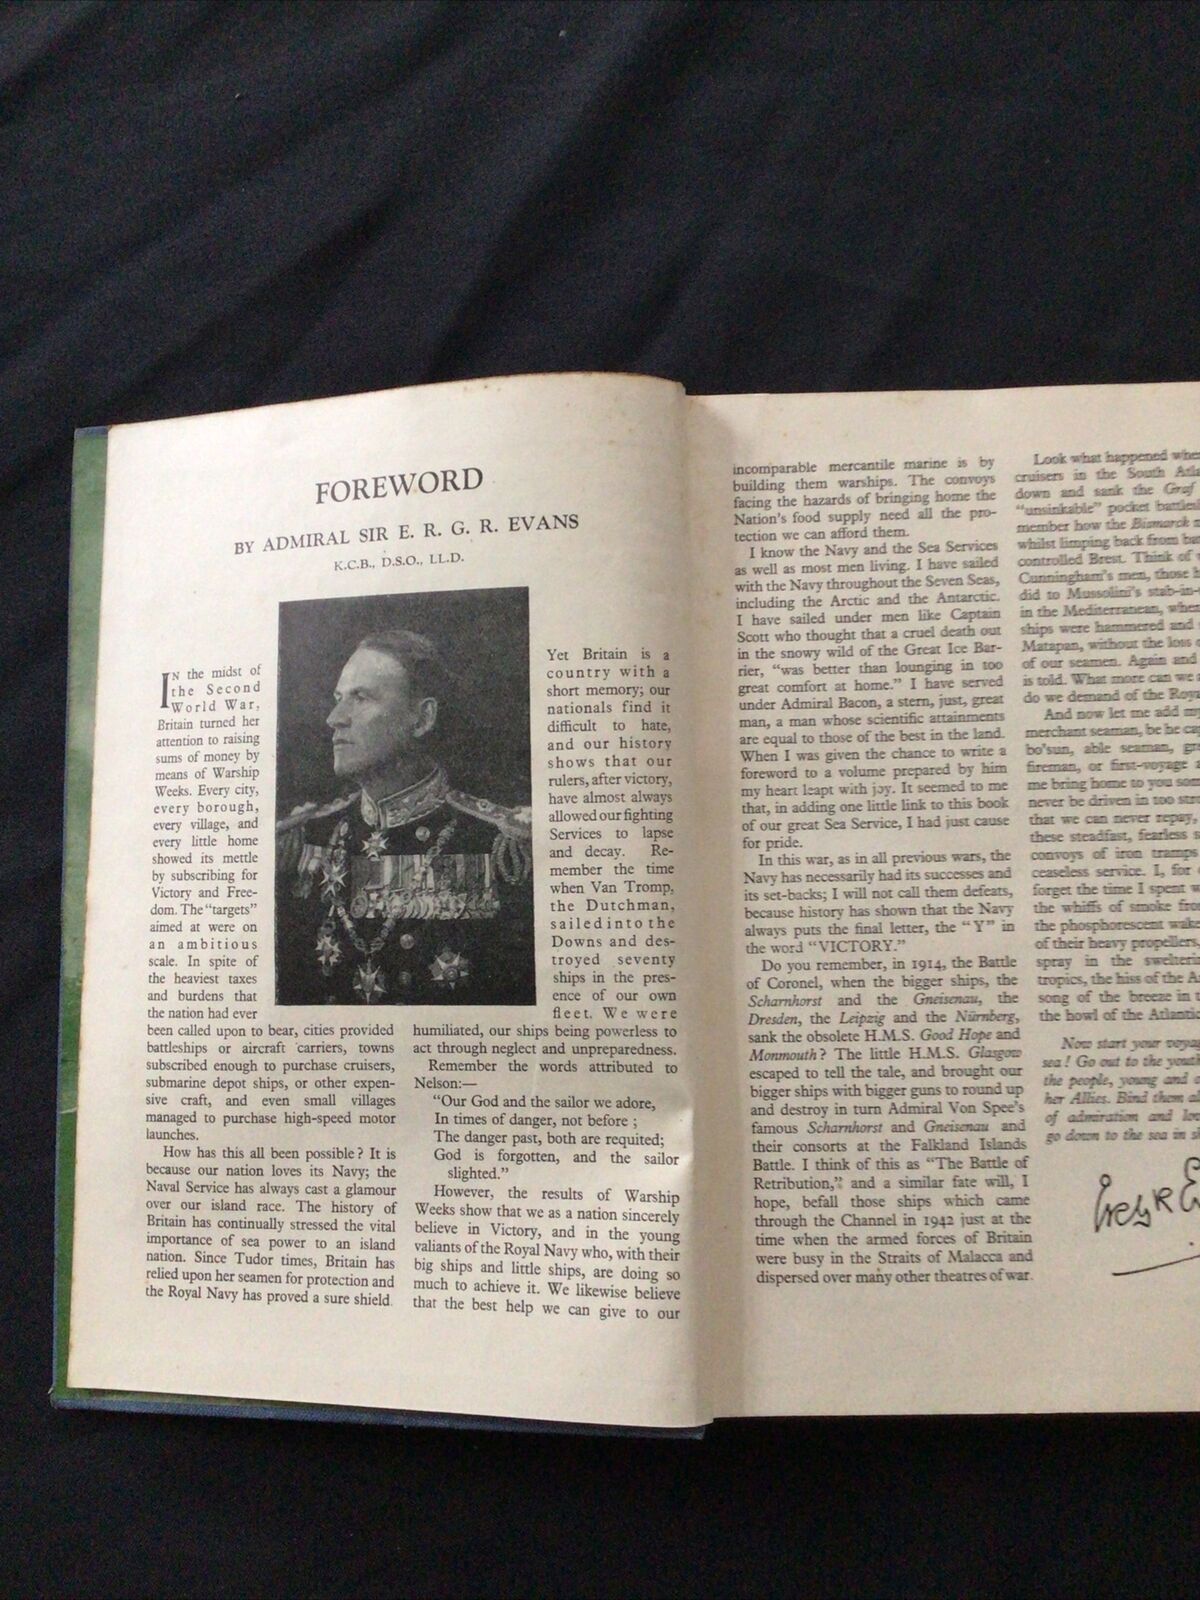 FOREWORD
BY ADMIRAL SIR E. R. G. R. EVANS
K.C.B., D.S.O., LL.D.
IN the midst of
the Second
World War,
Britain turned her
attention to raising
sums of money by
means of Warship
Weeks. Every city,
every borough,
every village, and
every little home
showed its mettle
by subscribing for
Victory and Free-
dom. The "targets"
aimed at were on
an ambitious
scale. In spite of
the heaviest taxes
and burdens that
the nation had ever
been called upon to bear, cities provided
battleships or aircraft carriers, towns
subscribed enough to purchase cruisers,
submarine depot ships, or other expen-
sive craft, and even small villages
managed to purchase high-speed motor
launches.
How has this all been possible? It is
because our nation loves its Navy; the
Naval Service has always cast a glamour
over our island race. The history of
Britain has continually stressed the vital
importance of sea power to an island
nation. Since Tudor times, Britain has
relied upon her seamen for protection and
the Royal Navy has proved a sure shield.
Yet Britain is a
country with a
short memory; our
nationals find it
difficult to hate,
and our history
shows that our
rulers, after victory,
have almost always
allowed our fighting
Services to lapse
and decay. Re-
member the time
when Van Tromp,
the Dutchman,
sailed into the
Downs and des-
troyed seventy
ships in the pres-
ence of our own
fleet. We were
humiliated, our ships being powerless to
act through neglect and unpreparedness.
Remember the words attributed to
Nelson:—
"Our God and the sailor we adore,
In times of danger, not before ;
The danger past, both are requited;
God is forgotten, and the sailor
slighted."
However, the results of Warship
Weeks show that we as a nation sincerely
believe in Victory, and in the young
valiants of the Royal Navy who, with their
big ships and little ships, are doing so
much to achieve it. We likewise believe
that the best help we can give to our
incomparable mercantile marine is by
building them warships. The convoys
facing the hazards of bringing home the
Nation's food supply need all the pro-
tection we can afford them.
I know the Navy and the Sea Services
as well as most men living. I have sailed
with the Navy throughout the Seven Seas,
including the Arctic and the Antarctic.
I have sailed under men like Captain
Scott who thought that a cruel death out
in the snowy wild of the Great Ice Bar-
rier, "was better than lounging in too
great comfort at home." I have served
under Admiral Bacon, a stern, just, great
man, a man whose scientific attainments
are equal to those of the best in the land.
When I was given the chance to write a
foreword to a volume prepared by him
my heart leapt with joy. It seemed to me
that, in adding one little link to this book
of our great Sea Service, I had just cause
for pride.
In this war, as in all previous wars, the
Navy has necessarily had its successes and
its set-backs; I will not call them defeats,
because history has shown that the Navy
always puts the final letter, the "Y" in
the word "VICTORY."
Do you remember, in 1914, the Battle
of Coronel, when the bigger ships, the
Scharnhorst and the Gneisenau, the
Dresden, the Leipzig and the Nürnberg,
sank the obsolete H.M.S. Good Hope and
Monmouth? The little H.M.S. Glasgow
escaped to tell the tale, and brought our
bigger ships with bigger guns to round up
and destroy in turn Admiral Von Spee's
famous Scharnhorst and Gneisenau and
their consorts at the Falkland Islands
Battle. I think of this as "The Battle of
Retribution," and a similar fate will, I
hope, befall those ships which came
through the Channel in 1942 just at the
time when the armed forces of Britain
were busy in the Straits of Malacca and
dispersed over many other theatres of war.
Look what happened when
cruisers in the South
down and sank the Graf
"unsinkable" pocket
member how the Bismarck
whilst limping back from
controlled Brest. Think of
Cunningham's men, those
did to Mussolini's
in the Mediterranean,
ships were hammered and
Matapan, without the loss
of our seamen. Again and
is told. What more can we
do we demand of the
And now let me add
merchant seaman, be he
bo'sun, able seaman,
fireman, or first-voyage
me bring home to you
never be driven in too
that we can never repay,
these steadfast, fearless
convoys of iron tramps
ceaseless service. I, for
forget the time I spent
the whiffs of smoke
the phosphorescent
of their heavy propellers,
spray in the
tropics, the hiss of the
song of the breeze in
the howl of the
Now start your
sea! Go out to the
the people, young and
her Allies. Bind them
of admiration and
go down to the sea in